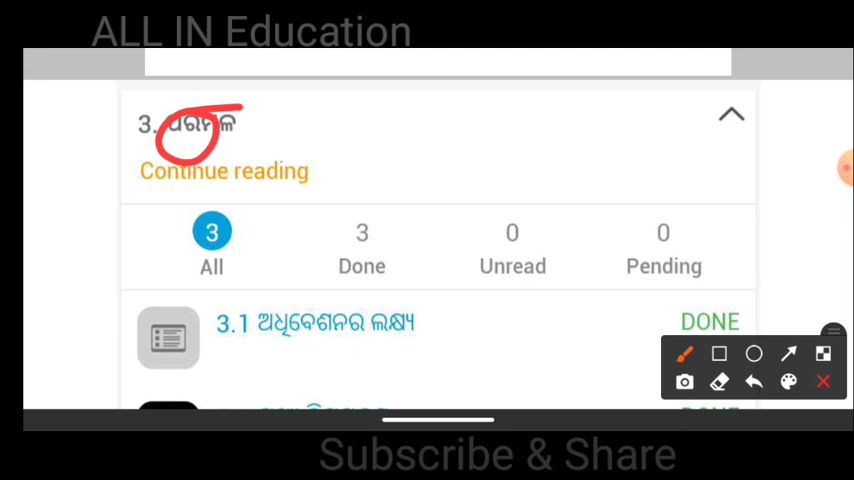 ALL IN Education
3. ପରିମଳ
Continue reading
3 3 0 0
All Done Unread Pending
3.1 ଅଧିବେଶନର ଲକ୍ଷ୍ୟ DONE
Subscribe & Share